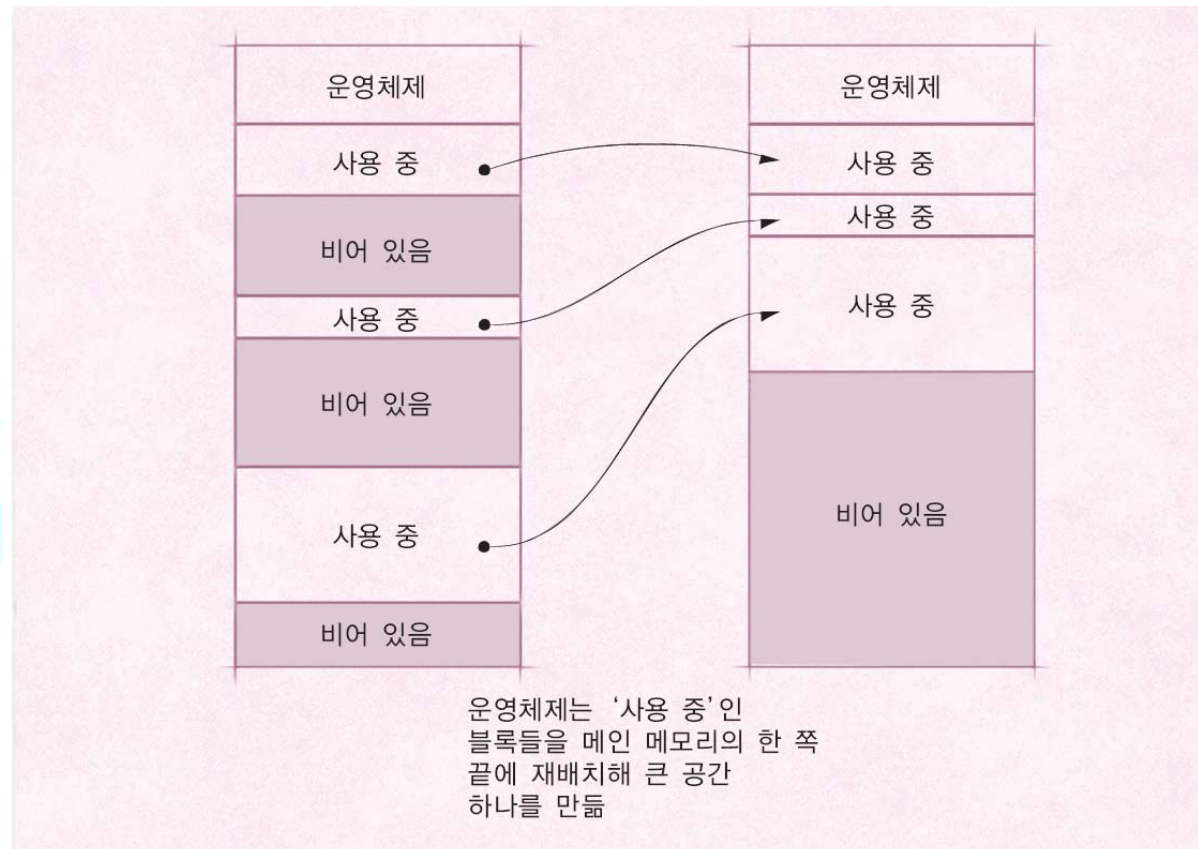 운영체제
사용 중
비어 있음
사용 중
비어 있음
사용 중
비어 있음
운영체제
사용 중
사용 중
사용 중
비어 있음
운영체제는 ‘사용 중’인
블록들을 메인 메모리의 한 쪽
끝에 재배치해 큰 공간
하나를 만듦